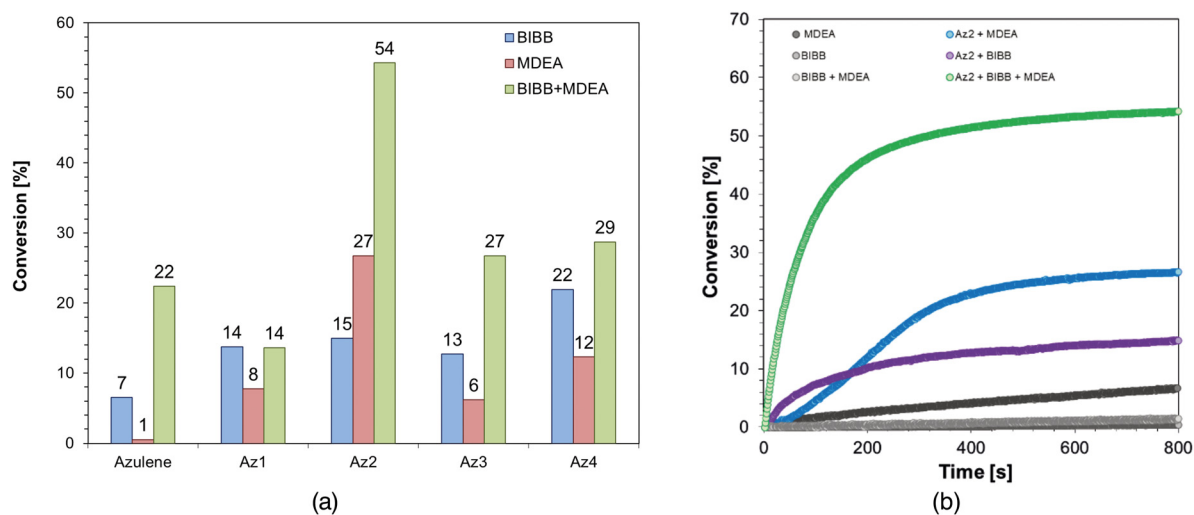 60
50
40
30
20
10
0
Conversion [%]
BIBB
MDEA
BIBB+MDEA
7
1
22
14
8
14
15
27
54
13
6
27
22
12
29
Azulene Az1 Az2 Az3 Az4
(a)
70
60
50
40
30
20
10
0
Conversion [%]
MDEA
BIBB
BIBB + MDEA
Az2 + MDEA
Az2 + BIBB
Az2 + BIBB + MDEA
0 200 400 600 800
Time [s]
(b)